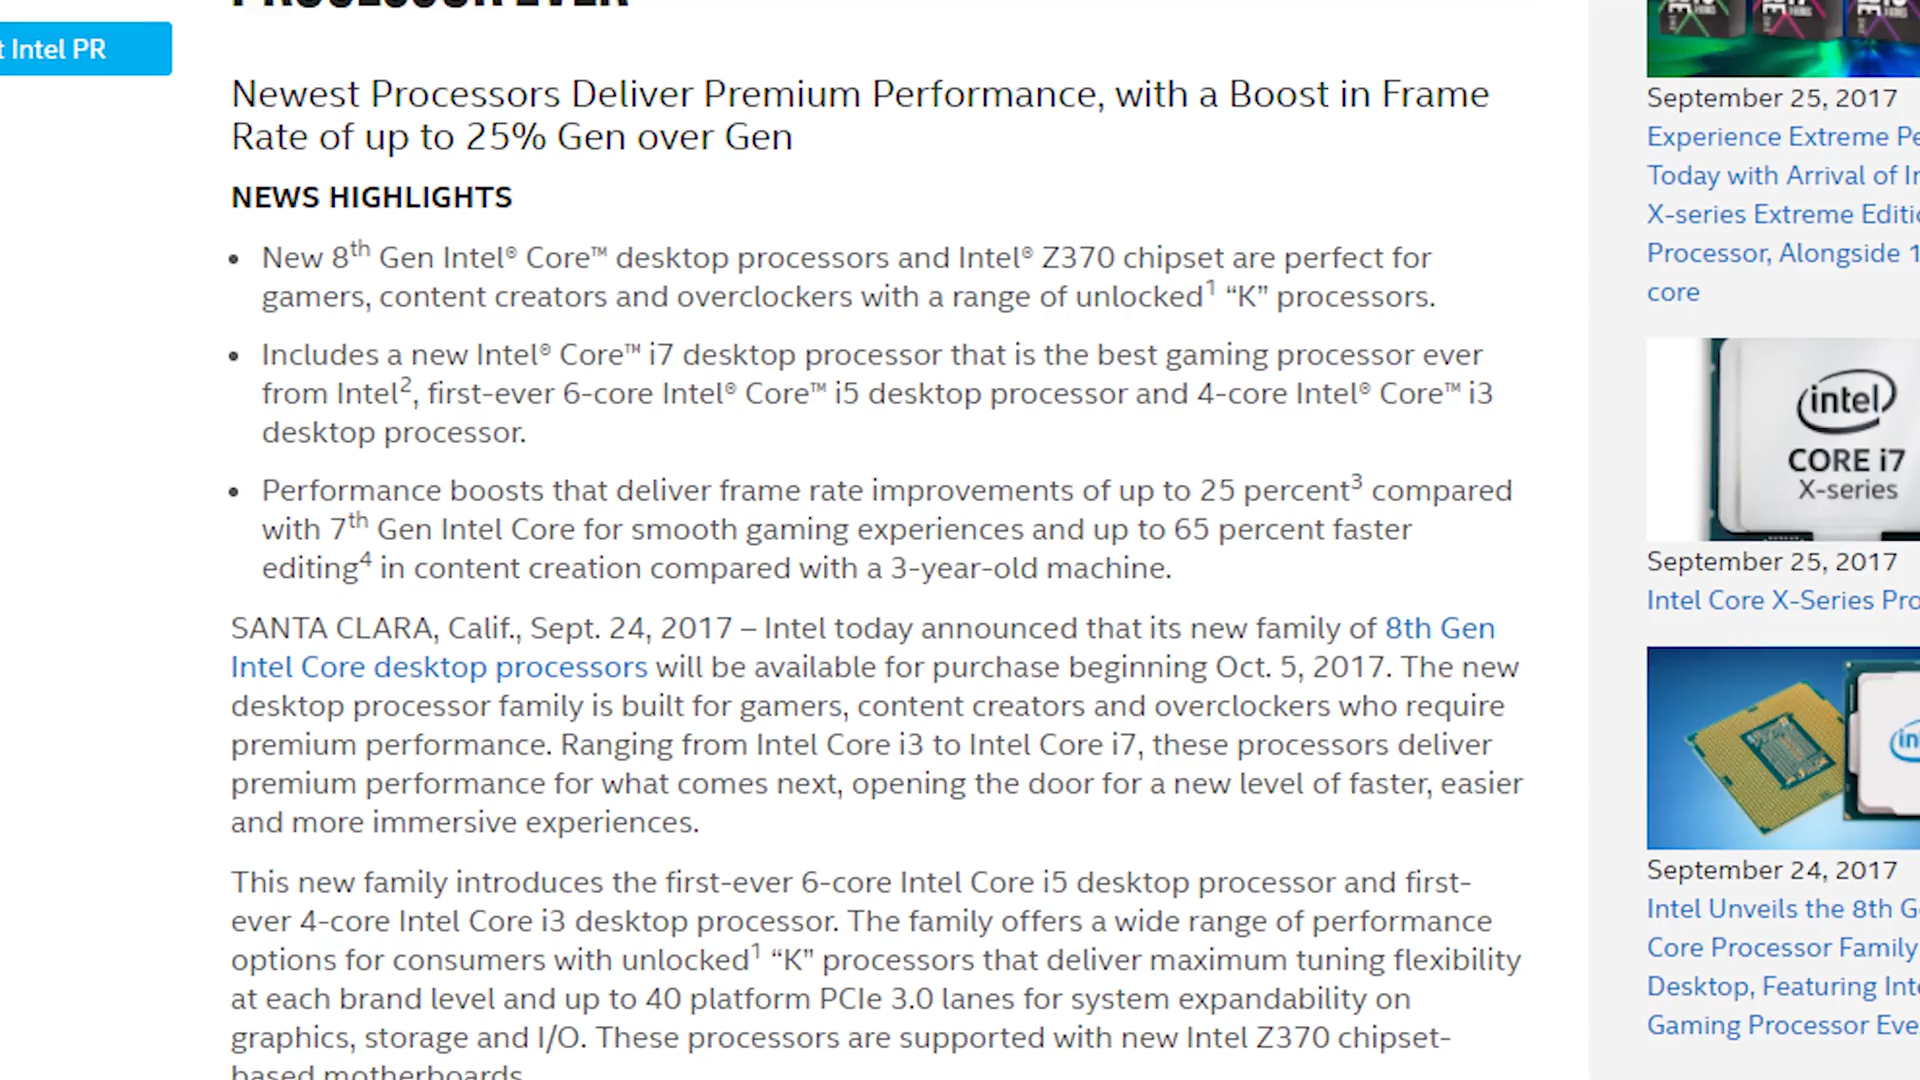 PROCESSOR EVER
t Intel PR
Newest Processors Deliver Premium Performance, with a Boost in Frame
Rate of up to 25% Gen over Gen
NEWS HIGHLIGHTS
• New 8th Gen Intel® Core™ desktop processors and Intel® Z370 chipset are perfect for
gamers, content creators and overclockers with a range of unlocked1 “K” processors.
• Includes a new Intel® Core™ i7 desktop processor that is the best gaming processor ever
from Intel2, first-ever 6-core Intel® Core™ i5 desktop processor and 4-core Intel® Core™ i3
desktop processor.
• Performance boosts that deliver frame rate improvements of up to 25 percent3 compared
with 7th Gen Intel Core for smooth gaming experiences and up to 65 percent faster
editing4 in content creation compared with a 3-year-old machine.
SANTA CLARA, Calif., Sept. 24, 2017 – Intel today announced that its new family of 8th Gen
Intel Core desktop processors will be available for purchase beginning Oct. 5, 2017. The new
desktop processor family is built for gamers, content creators and overclockers who require
premium performance. Ranging from Intel Core i3 to Intel Core i7, these processors deliver
premium performance for what comes next, opening the door for a new level of faster, easier
and more immersive experiences.
This new family introduces the first-ever 6-core Intel Core i5 desktop processor and first-
ever 4-core Intel Core i3 desktop processor. The family offers a wide range of performance
options for consumers with unlocked1 “K” processors that deliver maximum tuning flexibility
at each brand level and up to 40 platform PCIe 3.0 lanes for system expandability on
graphics, storage and I/O. These processors are supported with new Intel Z370 chipset-
based motherboards.
September 25, 2017
Experience Extreme Pe
Today with Arrival of In
X-series Extreme Editio
Processor, Alongside 1
core
intel
CORE i7
X-series
September 25, 2017
Intel Core X-Series Pro
in
September 24, 2017
Intel Unveils the 8th G
Core Processor Family
Desktop, Featuring Inte
Gaming Processor Eve